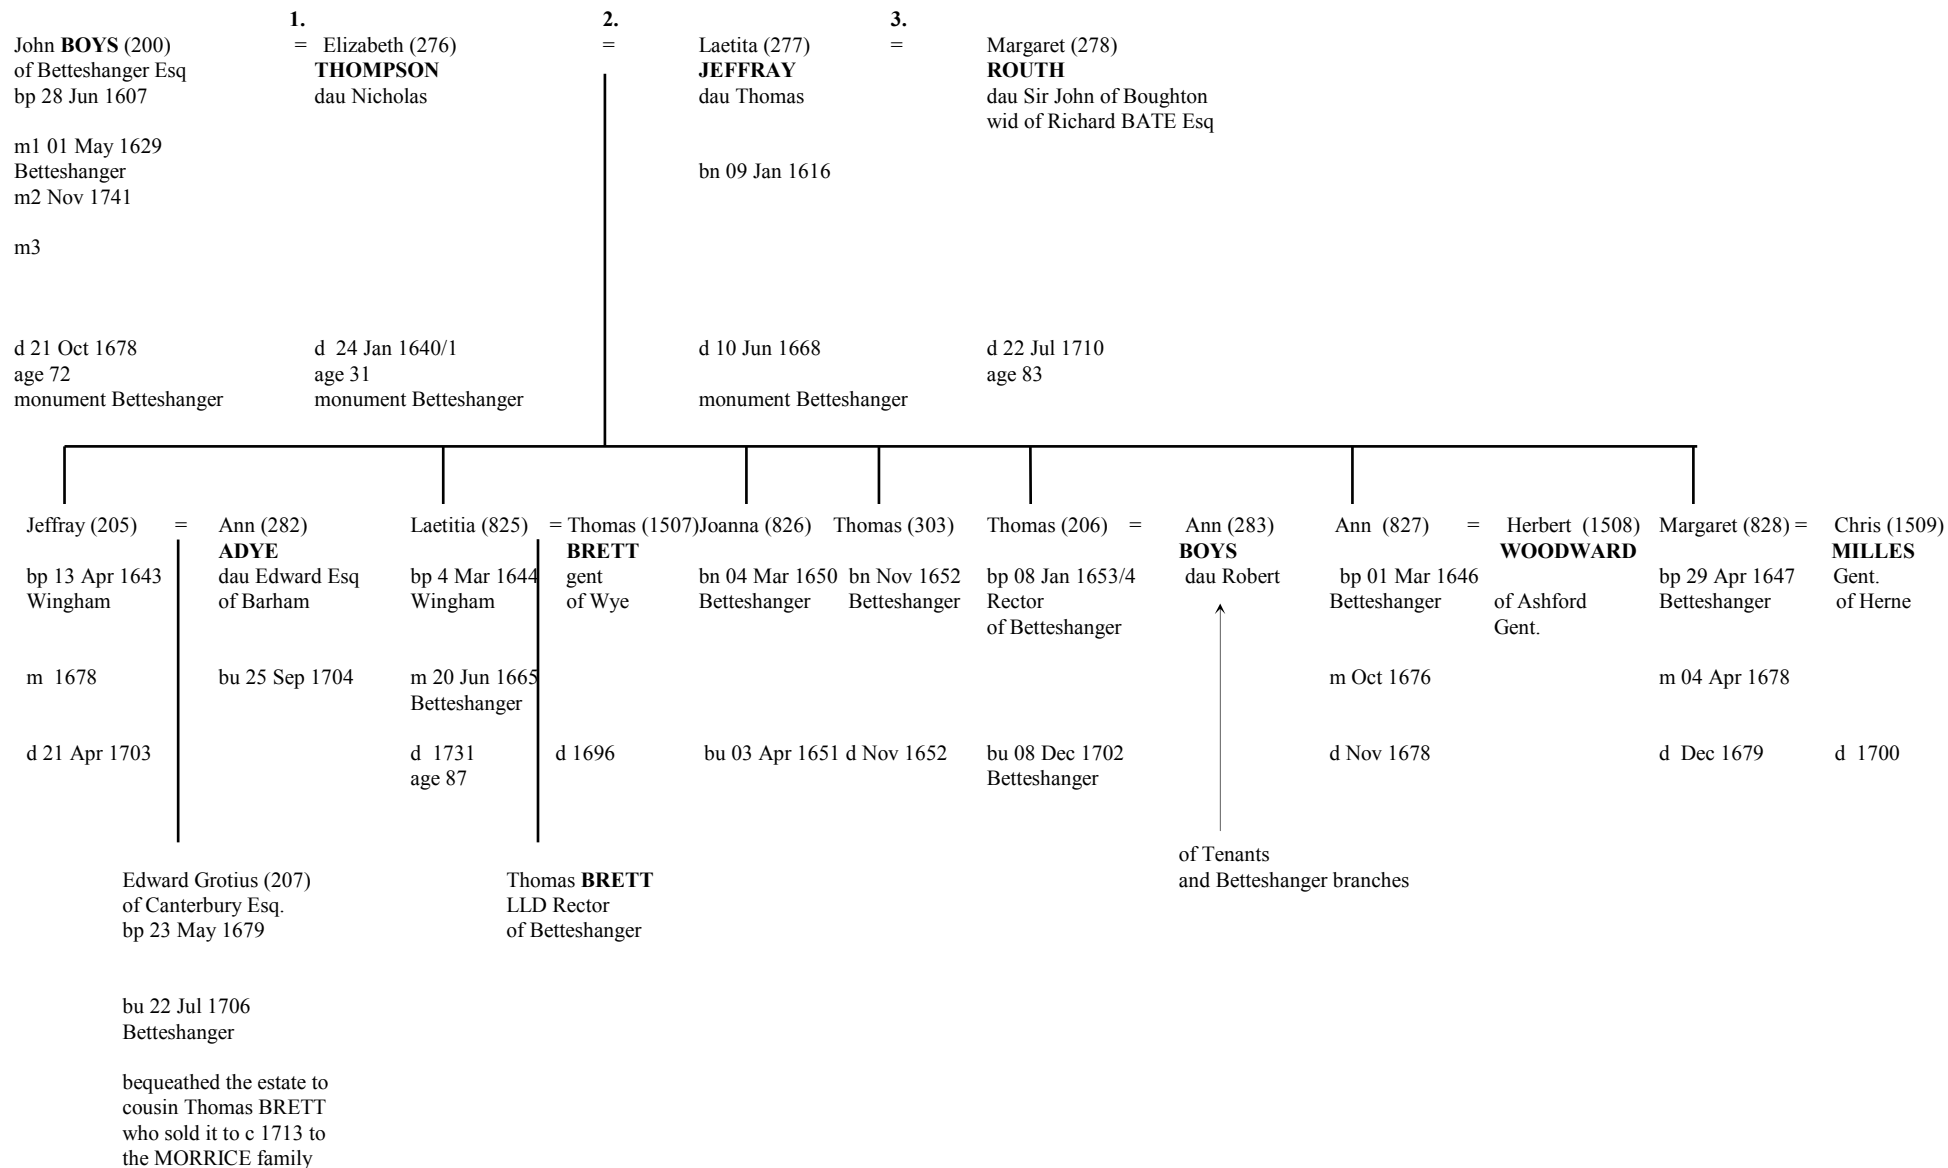 1. 2. 3.
John BOYS (200) = Elizabeth (276) = Laetita (277) = Margaret (278)
of Betteshanger Esq THOMPSON JEFFRAY ROUTH
bp 28 Jun 1607 dau Nicholas dau Thomas dau Sir John of Boughton
wid of Richard BATE Esq
m1 01 May 1629
Betteshanger bn 09 Jan 1616
m2 Nov 1741
m3
d 21 Oct 1678 d 24 Jan 1640/1 d 10 Jun 1668 d 22 Jul 1710
age 72 age 31 age 83
monument Betteshanger monument Betteshanger monument Betteshanger
Jeffray (205) = Ann (282) Laetitia (825) = Thomas (1507) Joanna (826) Thomas (303) Thomas (206) = Ann (283) Ann (827) = Herbert (1508) Margaret (828) = Chris (1509)
ADYE BRETT BOYS WOODWARD MILLES
bp 13 Apr 1643 dau Edward Esq bp 4 Mar 1644 gent bn 04 Mar 1650 bn Nov 1652 bp 08 Jan 1653/4 dau Robert bp 01 Mar 1646 bp 29 Apr 1647 Gent.
Wingham of Barham Wingham of Wye Betteshanger Betteshanger Rector Betteshanger of Ashford Betteshanger of Herne
of Betteshanger Gent.
m 1678 bu 25 Sep 1704 m 20 Jun 1665 m Oct 1676 m 04 Apr 1678
Betteshanger
d 21 Apr 1703 d 1731 d 1696 bu 03 Apr 1651 d Nov 1652 bu 08 Dec 1702 d Nov 1678 d Dec 1679 d 1700
age 87 Betteshanger
of Tenants
Edward Grotius (207) Thomas BRETT and Betteshanger branches
of Canterbury Esq. LLD Rector
bp 23 May 1679 of Betteshanger
bu 22 Jul 1706
Betteshanger
bequeathed the estate to
cousin Thomas BRETT
who sold it to c 1713 to
the MORRICE family